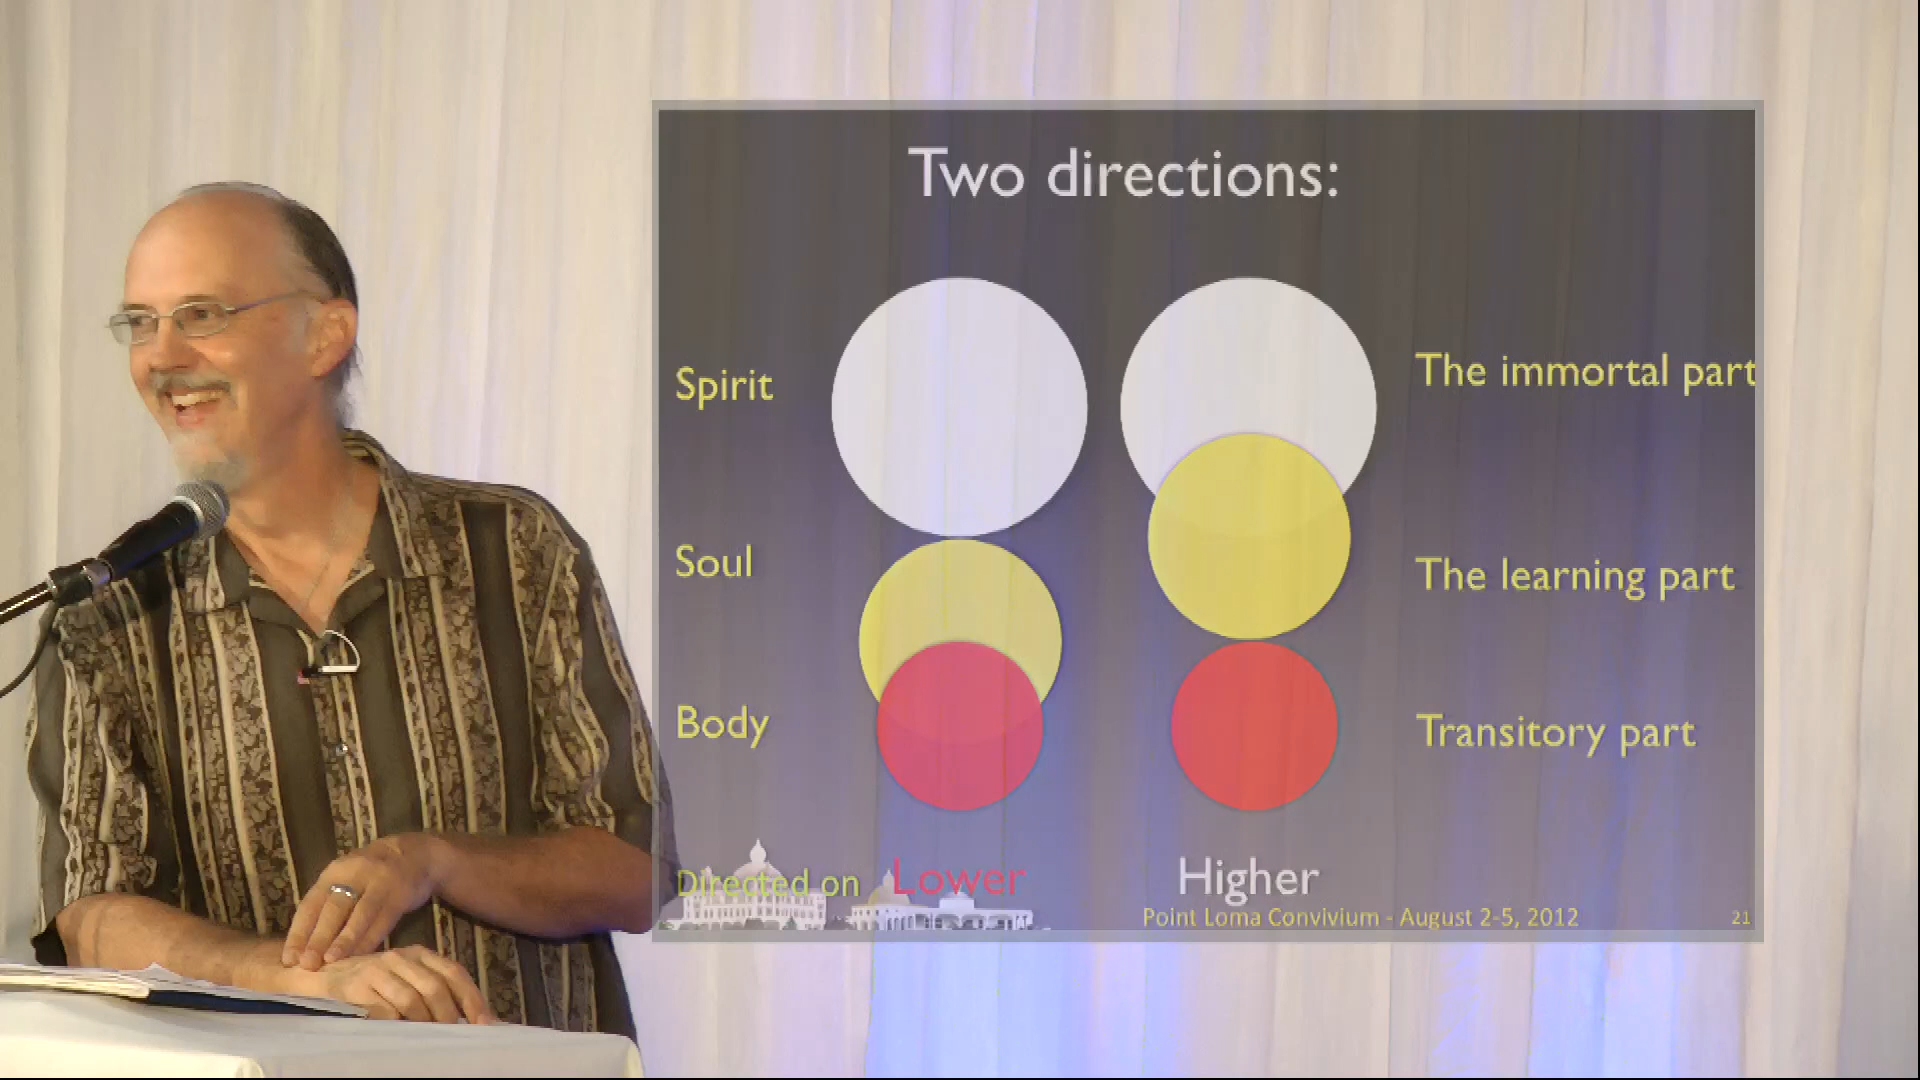 Two directions:
Spirit
The immortal part
Soul
The learning part
Body
Transitory part
Directed on Lower Higher
Point Loma Convivium - August 2-5, 2012
21